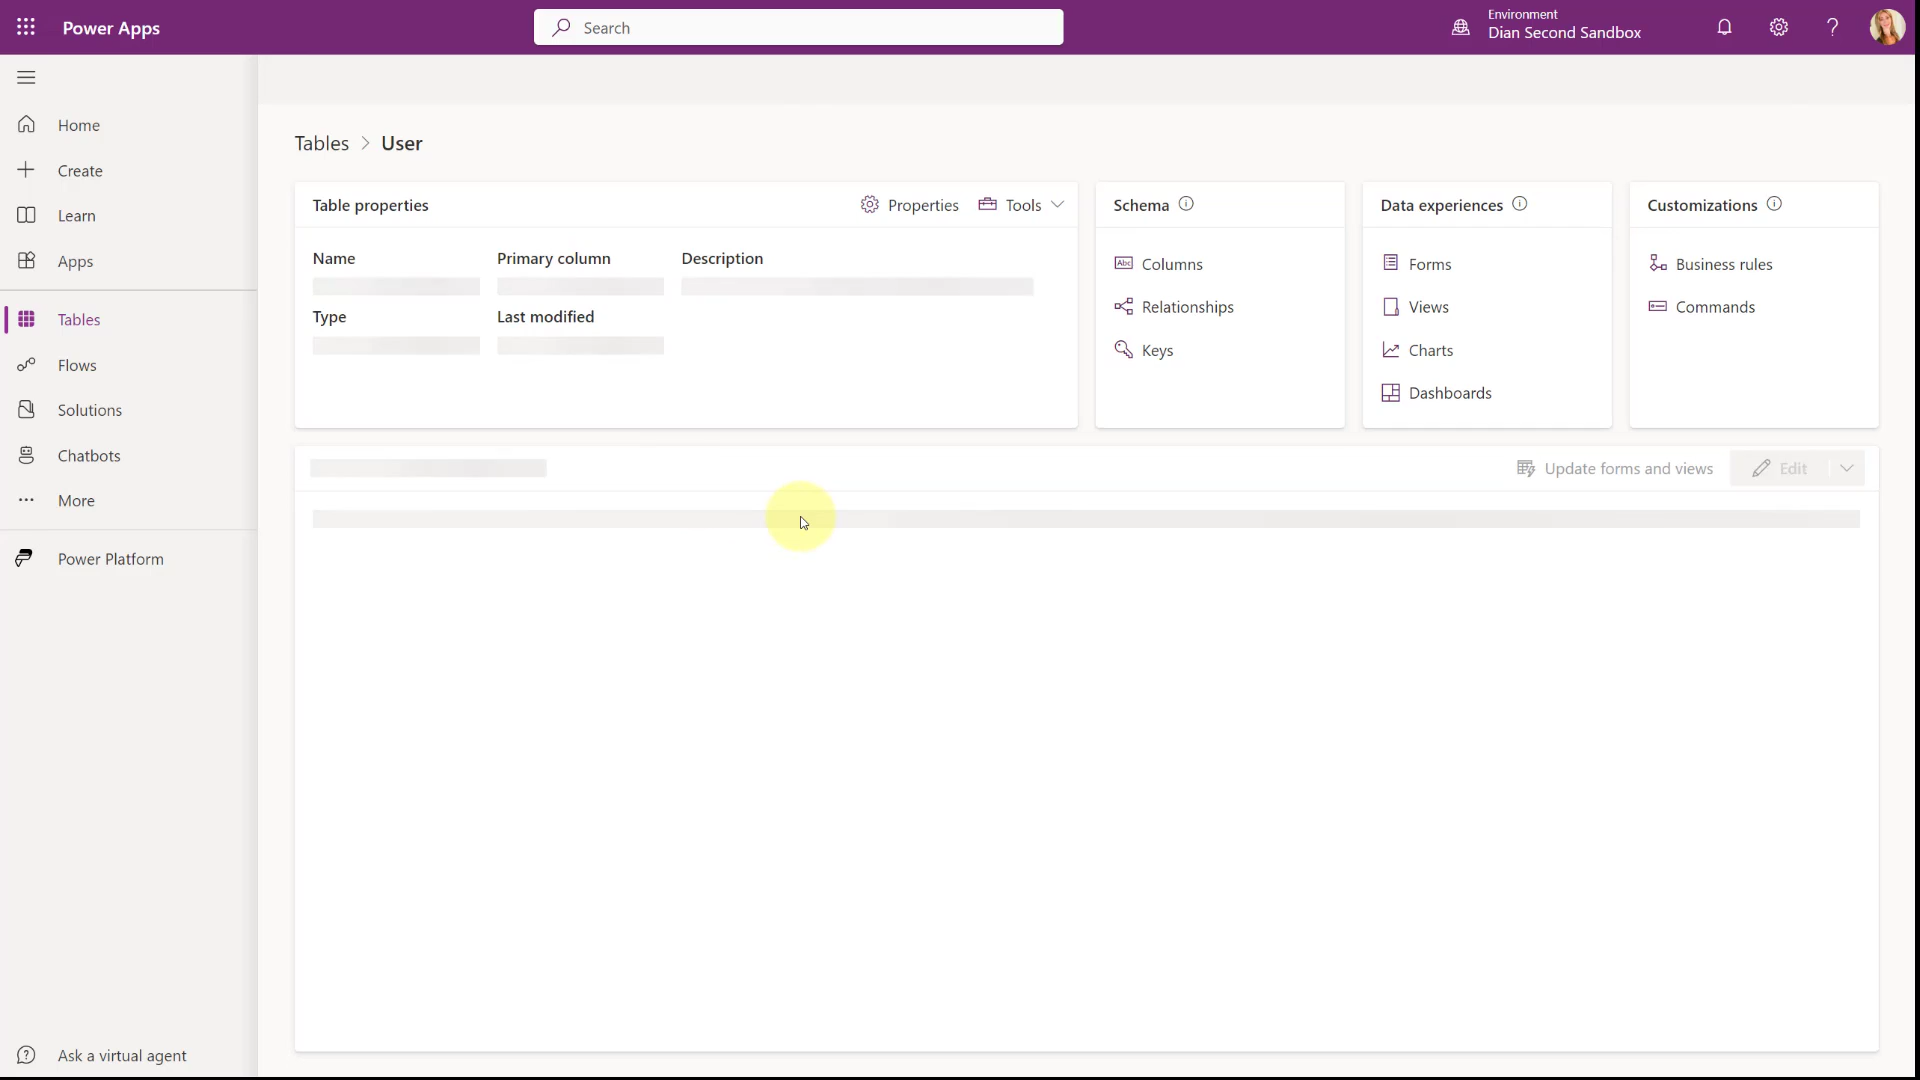 Power Apps
Search
Environment
Dian Second Sandbox
Home
Create
Learn
Apps
Tables
Flows
Solutions
Chatbots
More
Power Platform
Ask a virtual agent
Tables > User
Table properties
Properties
Tools
Name
Primary column
Description
Type
Last modified
Schema
Abc Columns
Relationships
Keys
Data experiences
Forms
Views
Charts
Dashboards
Customizations
Business rules
Commands
Update forms and views
Edit